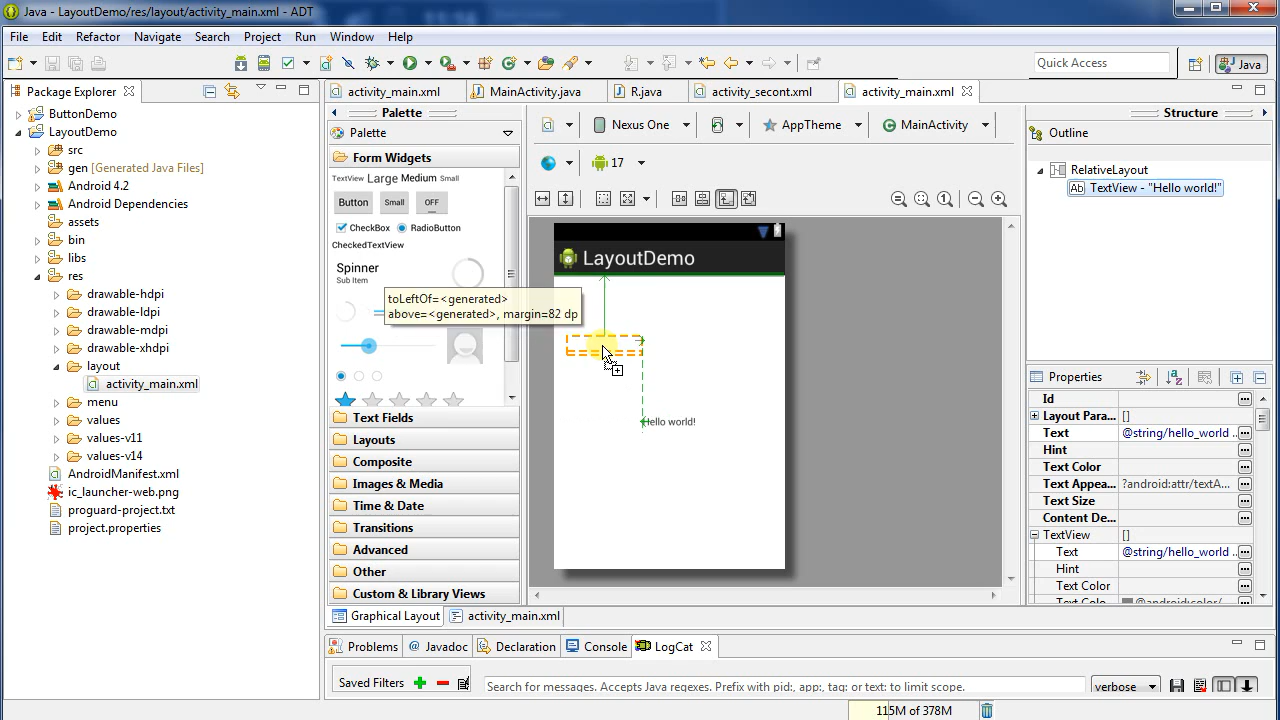 Java - LayoutDemo/res/layout/activity_main.xml - ADT
File Edit Refactor Navigate Search Project Run Window Help
Quick Access
Java
Package Explorer
ButtonDemo
LayoutDemo
src
gen [Generated Java Files]
Android 4.2
Android Dependencies
assets
bin
libs
res
drawable-hdpi
drawable-ldpi
drawable-mdpi
drawable-xhdpi
layout
activity_main.xml
menu
values
values-v11
values-v14
AndroidManifest.xml
ic_launcher-web.png
proguard-project.txt
project.properties
activity_main.xml MainActivity.java R.java activity_secont.xml activity_main.xml
Palette
Palette
Form Widgets
TextView Large Medium Small
Button Small OFF
CheckBox RadioButton
CheckedTextView
Spinner
Sub Item
Text Fields
Layouts
Composite
Images & Media
Time & Date
Transitions
Advanced
Other
Custom & Library Views
Nexus One AppTheme MainActivity
17
LayoutDemo
toLeftOf=<generated>
above=<generated>, margin=82 dp
Hello world!
Graphical Layout activity_main.xml
Structure
Outline
RelativeLayout
Ab TextView - "Hello world!"
Properties
Id
Layout Para... []
Text @string/hello_world ...
Hint
Text Color
Text Appea... ?android:attr/textA...
Text Size
Content De...
TextView []
Text @string/hello_world ...
Hint
Text Color
Problems @ Javadoc Declaration Console LogCat
Saved Filters
Search for messages. Accepts Java regexes. Prefix with pid:, app:, tag: or text: to limit scope.
verbose
115M of 378M